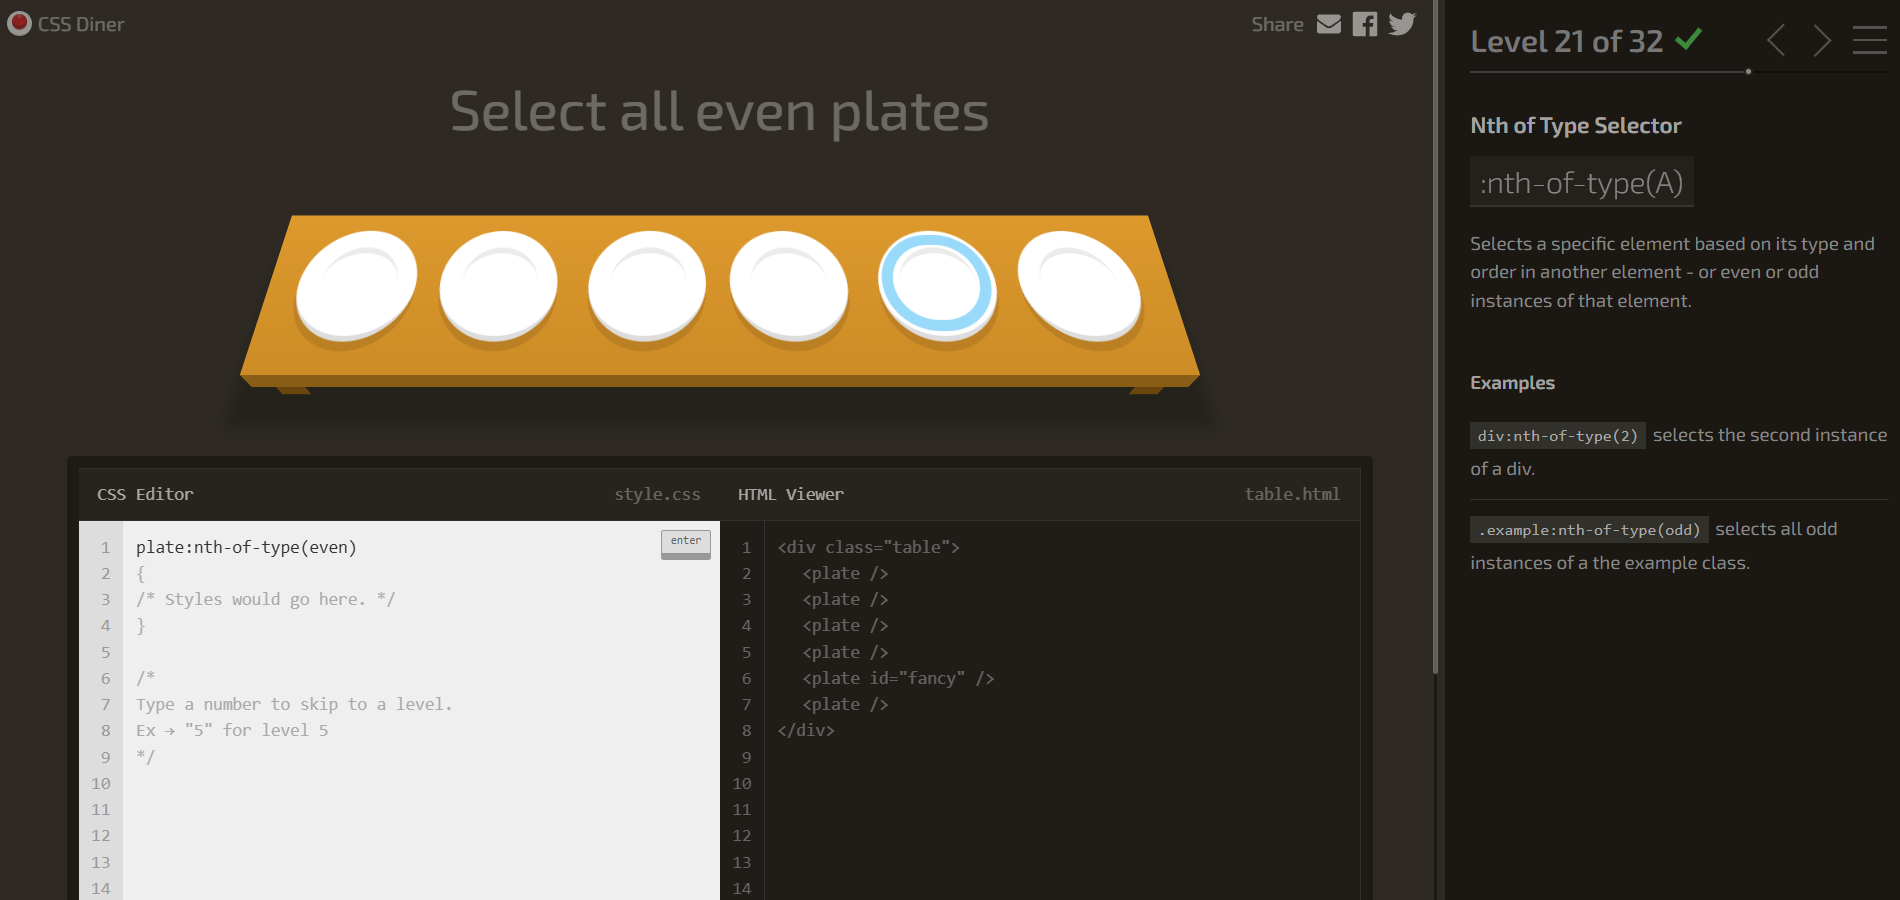 CSS Diner
Share
Select all even plates
CSS Editor
style.css
1 plate:nth-of-type(even)
enter
2 {
3 /* Styles would go here. */
4 }
5
6 /*
7 Type a number to skip to a level.
8 Ex → "5" for level 5
9 */
10
11
12
13
14
HTML Viewer
table.html
1 <div class="table">
2 <plate />
3 <plate />
4 <plate />
5 <plate />
6 <plate id="fancy" />
7 <plate />
8 </div>
9
10
11
12
13
14
Level 21 of 32
Nth of Type Selector
:nth-of-type(A)
Selects a specific element based on its type and
order in another element - or even or odd
instances of that element.
Examples
div:nth-of-type(2) selects the second instance
of a div.
.example:nth-of-type(odd) selects all odd
instances of a the example class.